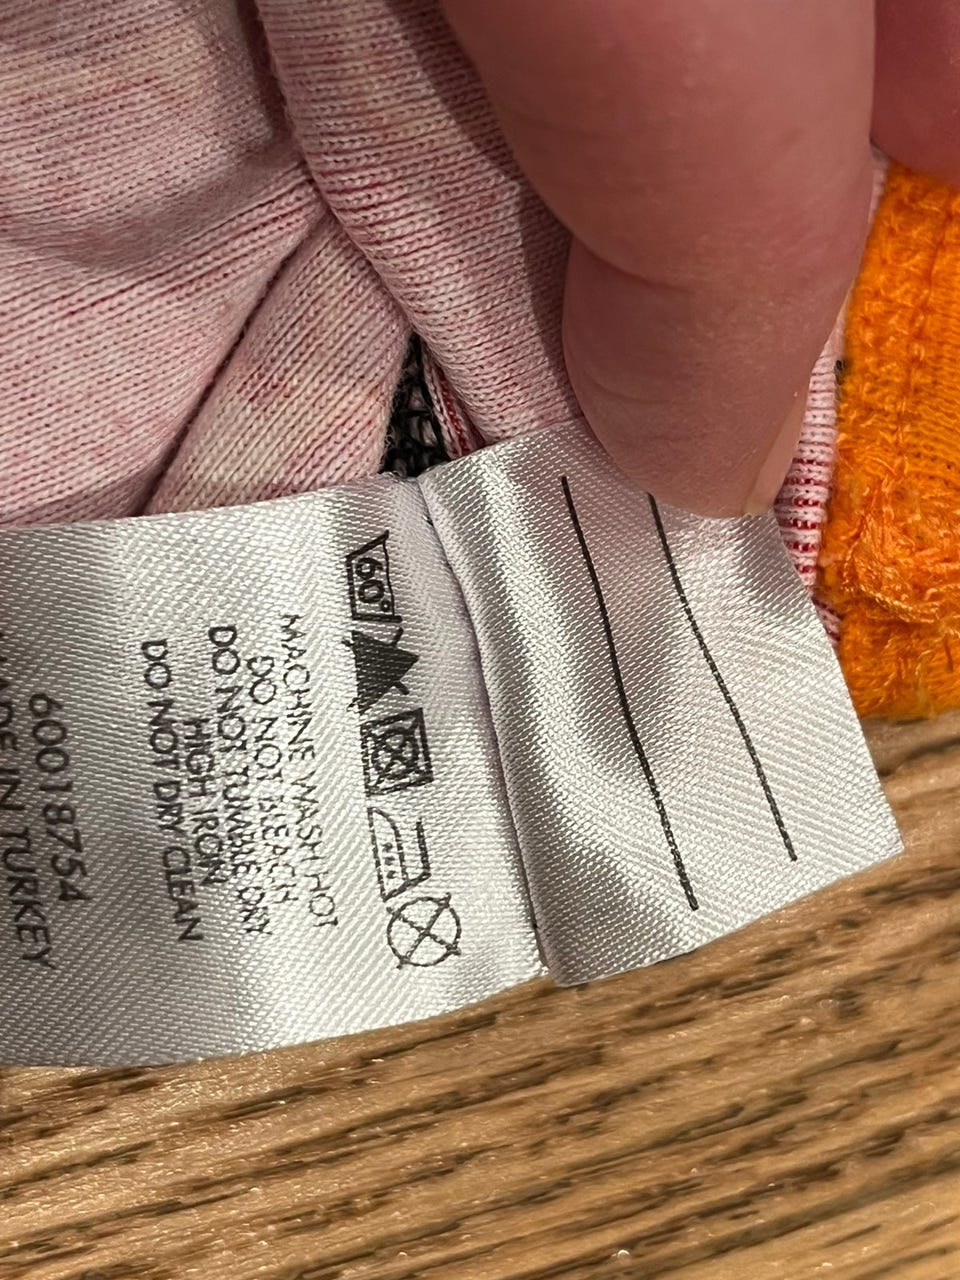 60°
MACHINE WASH HOT
DO NOT BLEACH
DO NOT TUMBLE DRY
HIGH IRON
DO NOT DRY CLEAN
60018754
MADE IN TURKEY